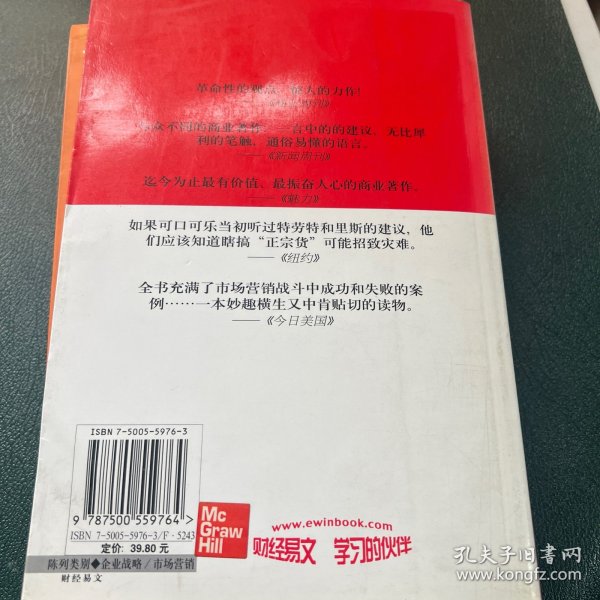 革命性的观点、
的力作!
不同的商业著作,一言中的的建议,无比犀
利的笔触,通俗易懂的语言。
——《新闻周刊》
迄今为止最有价值、最振奋人心的商业著作。
——《魅力》
如果可口可乐当初听过特劳特和里斯的建议,他
们应该知道瞎搞“正宗货”可能招致灾难。
——《纽约》
全书充满了市场营销战斗中成功和失败的案
例……一本妙趣横生又中肯贴切的读物。
——《今日美国》
ISBN 7-5005-5976-3
9 787500 559764 >
ISBN 7-5005-5976-3/F·5243
定价: 39.80 元
陈列类别◆企业战略/市场营销
财经易文
Mc
Graw
Hill
www.ewinbook.com
财经易文 学习的伙伴
孔夫子旧书网
www.kongfz.com